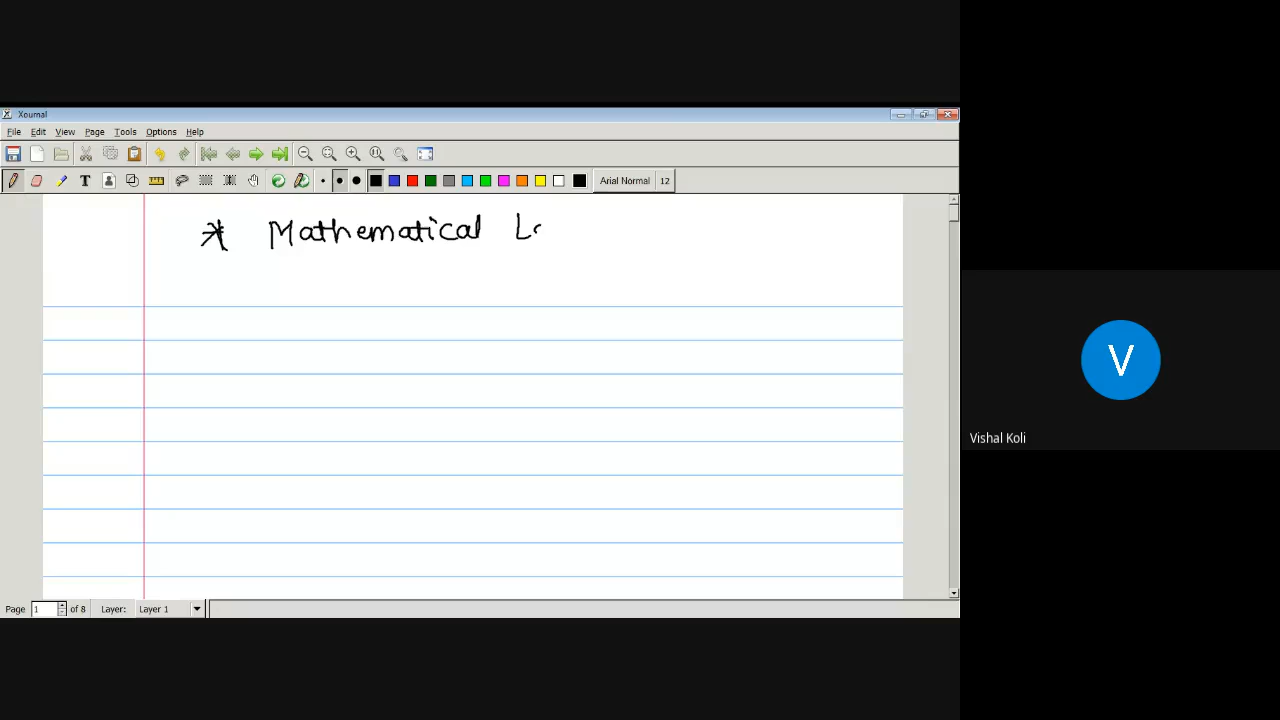 Xournal
File Edit View Page Tools Options Help
T Arial Normal 12
* Mathematical Lo
V
Vishal Koli
Page 1 of 8 Layer: Layer 1